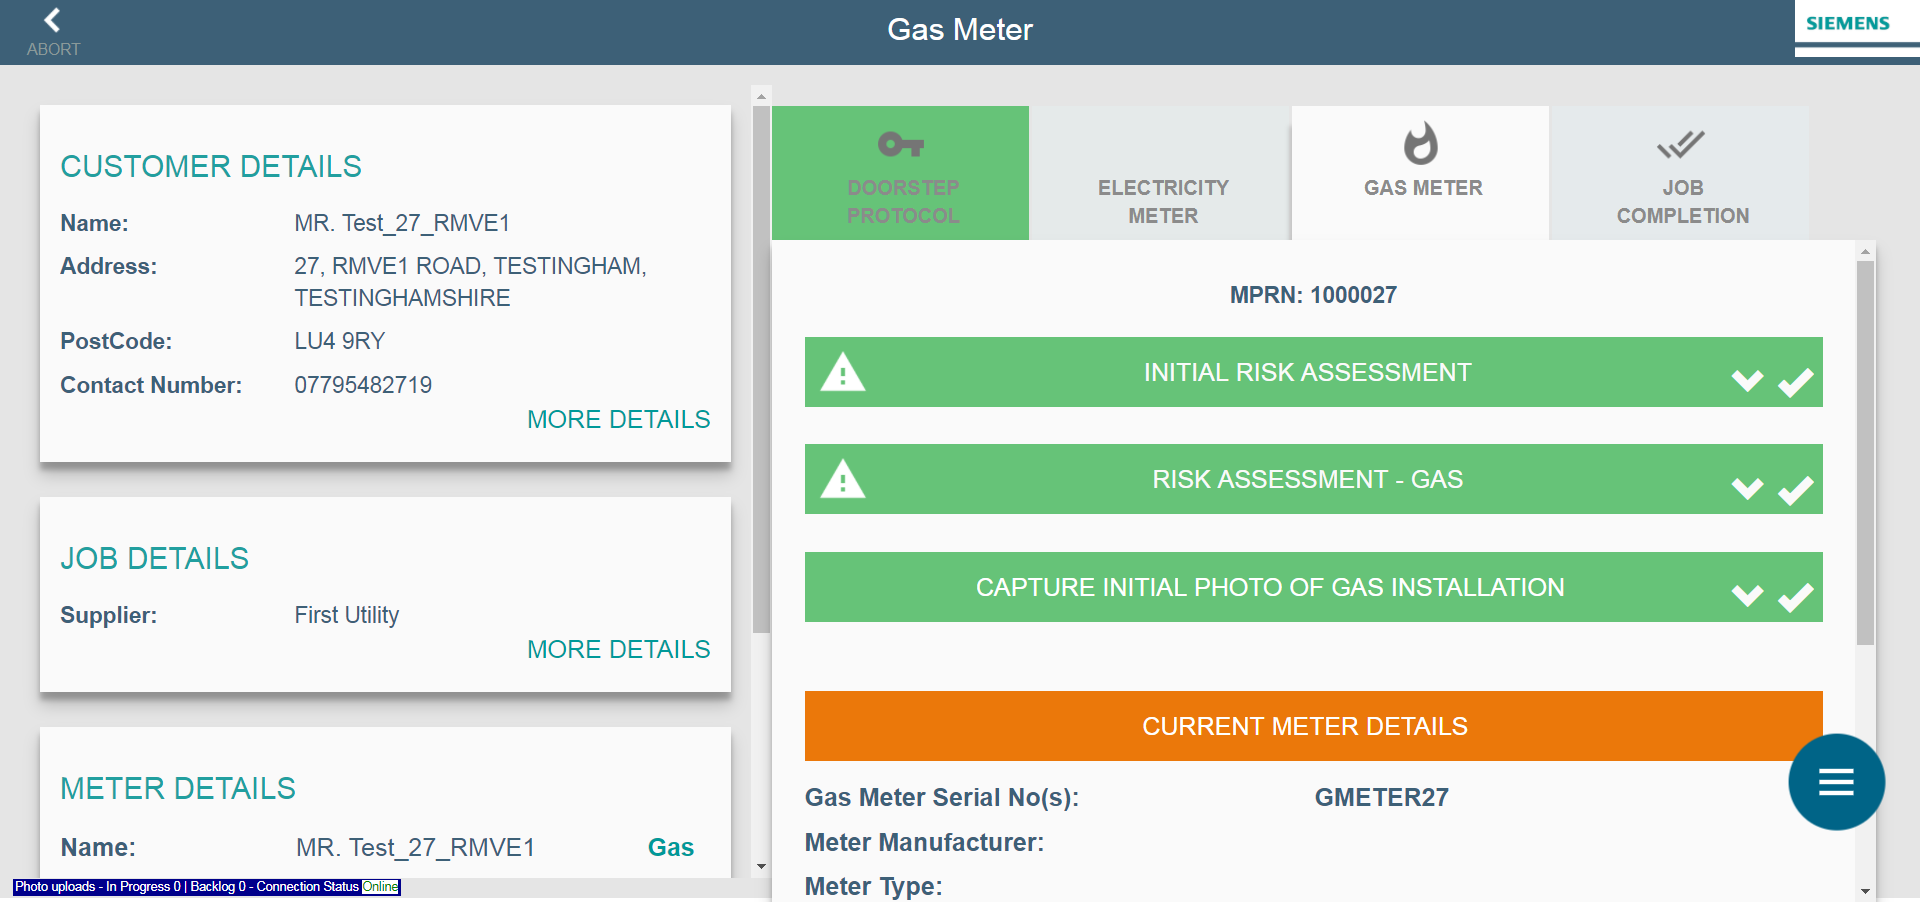 ABORT
Gas Meter
SIEMENS
CUSTOMER DETAILS
Name: MR. Test_27_RMVE1
Address: 27, RMVE1 ROAD, TESTINGHAM,
TESTINGHAMSHIRE
PostCode: LU4 9RY
Contact Number: 07795482719
MORE DETAILS
JOB DETAILS
Supplier: First Utility
MORE DETAILS
METER DETAILS
Name: MR. Test_27_RMVE1 Gas
Photo uploads - In Progress 0 | Backlog 0 - Connection Status Online
DOORSTEP
PROTOCOL
ELECTRICITY
METER
GAS METER
JOB
COMPLETION
MPRN: 1000027
INITIAL RISK ASSESSMENT
RISK ASSESSMENT - GAS
CAPTURE INITIAL PHOTO OF GAS INSTALLATION
CURRENT METER DETAILS
Gas Meter Serial No(s): GMETER27
Meter Manufacturer:
Meter Type: